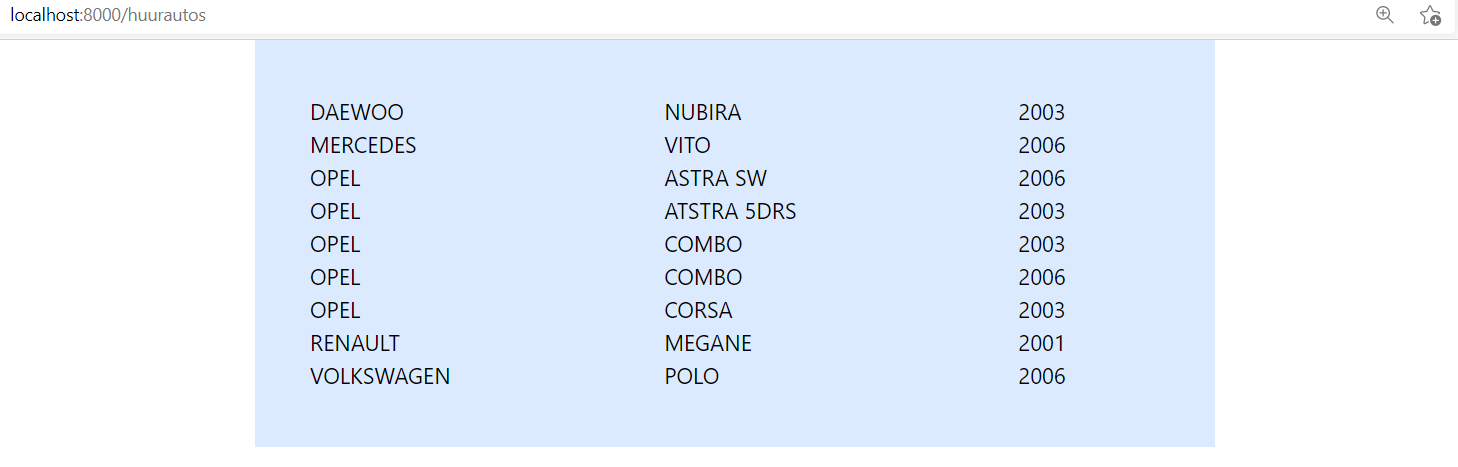 localhost:8000/huurautos
DAEWOO NUBIRA 2003
MERCEDES VITO 2006
OPEL ASTRA SW 2006
OPEL ATSTRA 5DRS 2003
OPEL COMBO 2003
OPEL COMBO 2006
OPEL CORSA 2003
RENAULT MEGANE 2001
VOLKSWAGEN POLO 2006